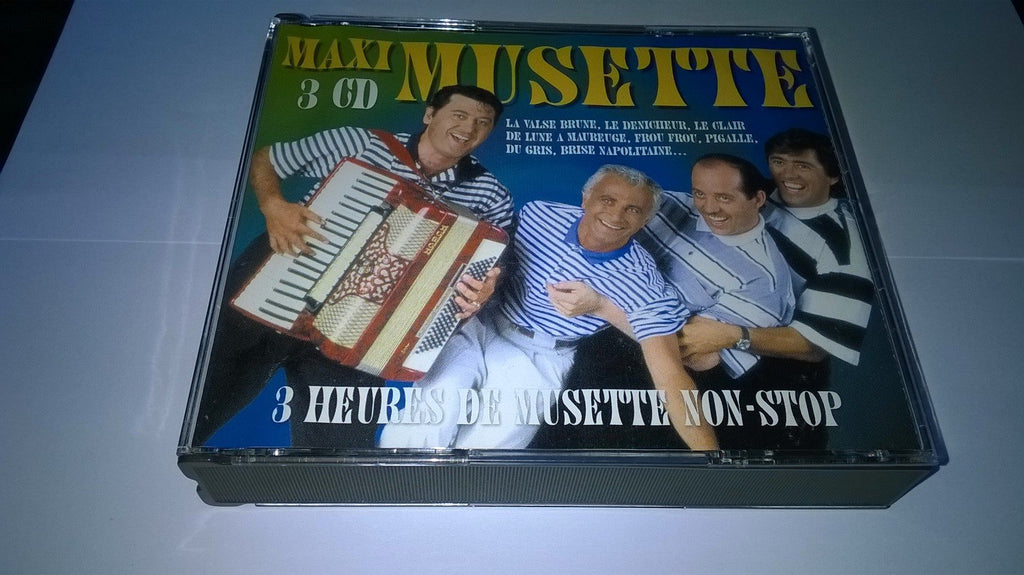 MAXI MUSETTE
3 CD
LA VALSE BRUNE, LE DENICHEUR, LE CLAIR
DE LUNE A MAUBEUGE, FROU FROU, PIGALLE,
DU GRIS, BRISE NAPOLITAINE...
3 HEURES DE MUSETTE NON-STOP